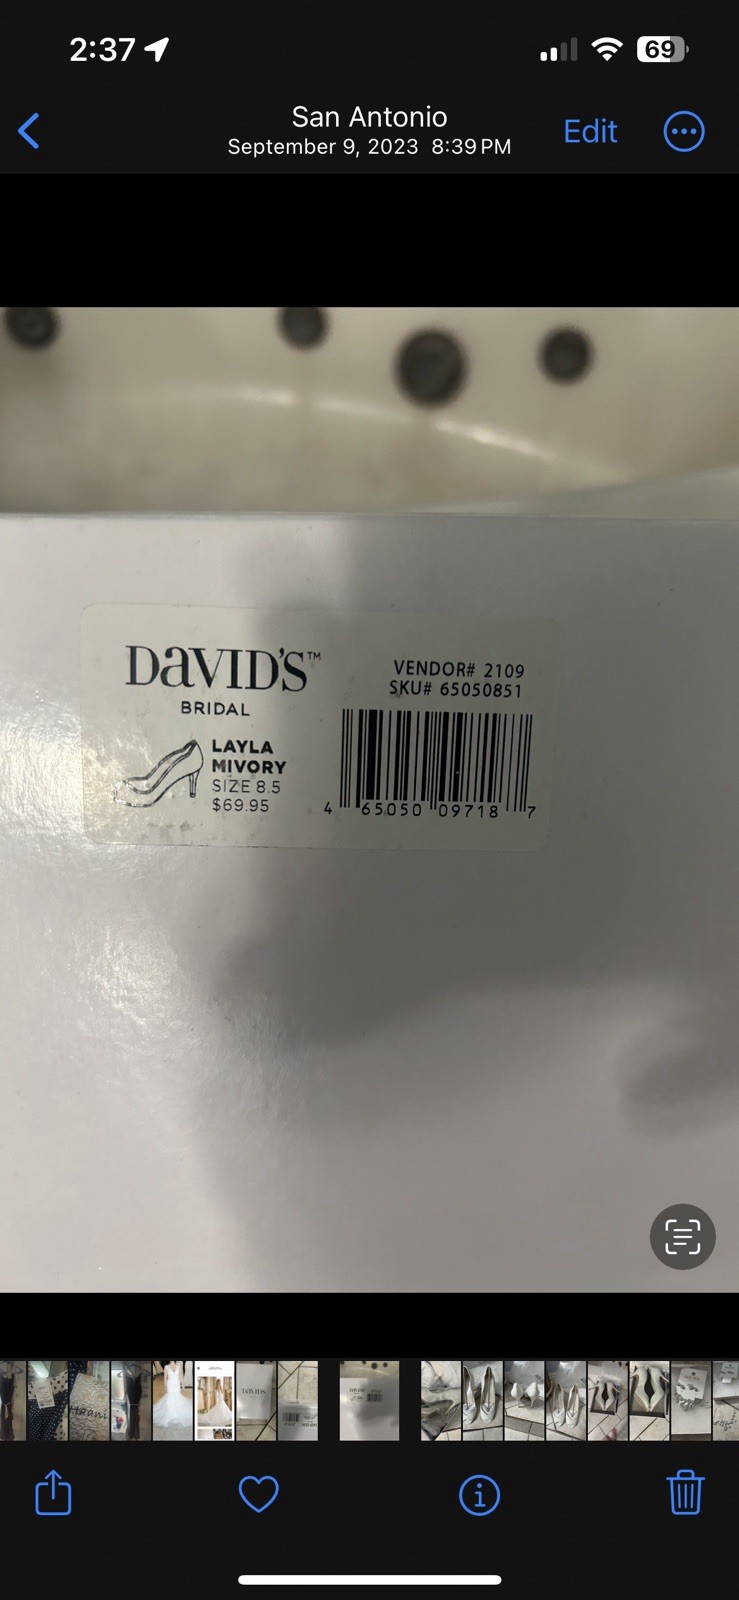 2:37
69
San Antonio
September 9, 2023 8:39 PM
Edit
DAVID'S™
BRIDAL
LAYLA
MIVORY
SIZE 8.5
$69.95
VENDOR# 2109
SKU# 65050851
4 65050 09718 7